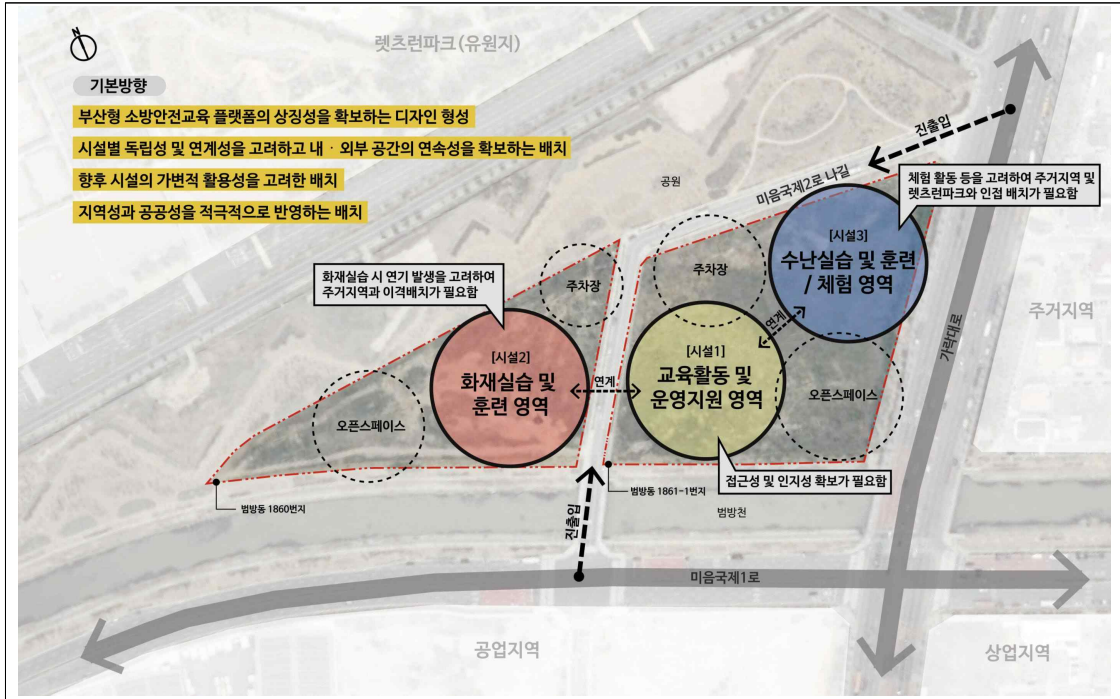 N
렛츠런파크(유원지)
기본방향
부산형 소방안전교육 플랫폼의 상징성을 확보하는 디자인 형성
시설별 독립성 및 연계성을 고려하고 내 · 외부 공간의 연속성을 확보하는 배치
향후 시설의 가변적 활용성을 고려한 배치
지역성과 공공성을 적극적으로 반영하는 배치
진출입
체험 활동 등을 고려하여 주거지역 및
렛츠런파크와 인접 배치가 필요함
공원
미음국제2로 나길
[시설3]
수난실습 및 훈련
/ 체험 영역
화재실습 시 연기 발생을 고려하여
주거지역과 이격배치가 필요함
주차장
주차장
주거지역
가락대로
연계
[시설2]
화재실습 및
훈련 영역
연계
[시설1]
교육활동 및
운영지원 영역
오픈스페이스
오픈스페이스
접근성 및 인지성 확보가 필요함
범방동 1860번지
범방동 1861-1번지
범방천
진출입
미음국제1로
공업지역
상업지역